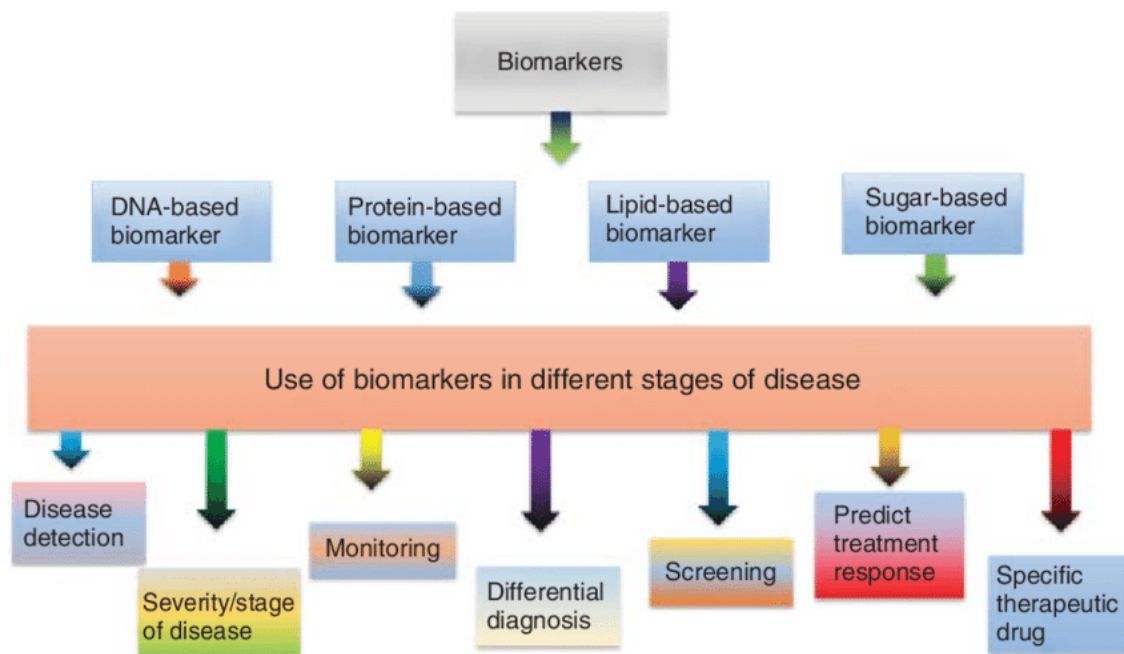 Biomarkers
DNA-based
biomarker
Protein-based
biomarker
Lipid-based
biomarker
Sugar-based
biomarker
Use of biomarkers in different stages of disease
Disease
detection
Severity/stage
of disease
Monitoring
Differential
diagnosis
Screening
Predict
treatment
response
Specific
therapeutic
drug